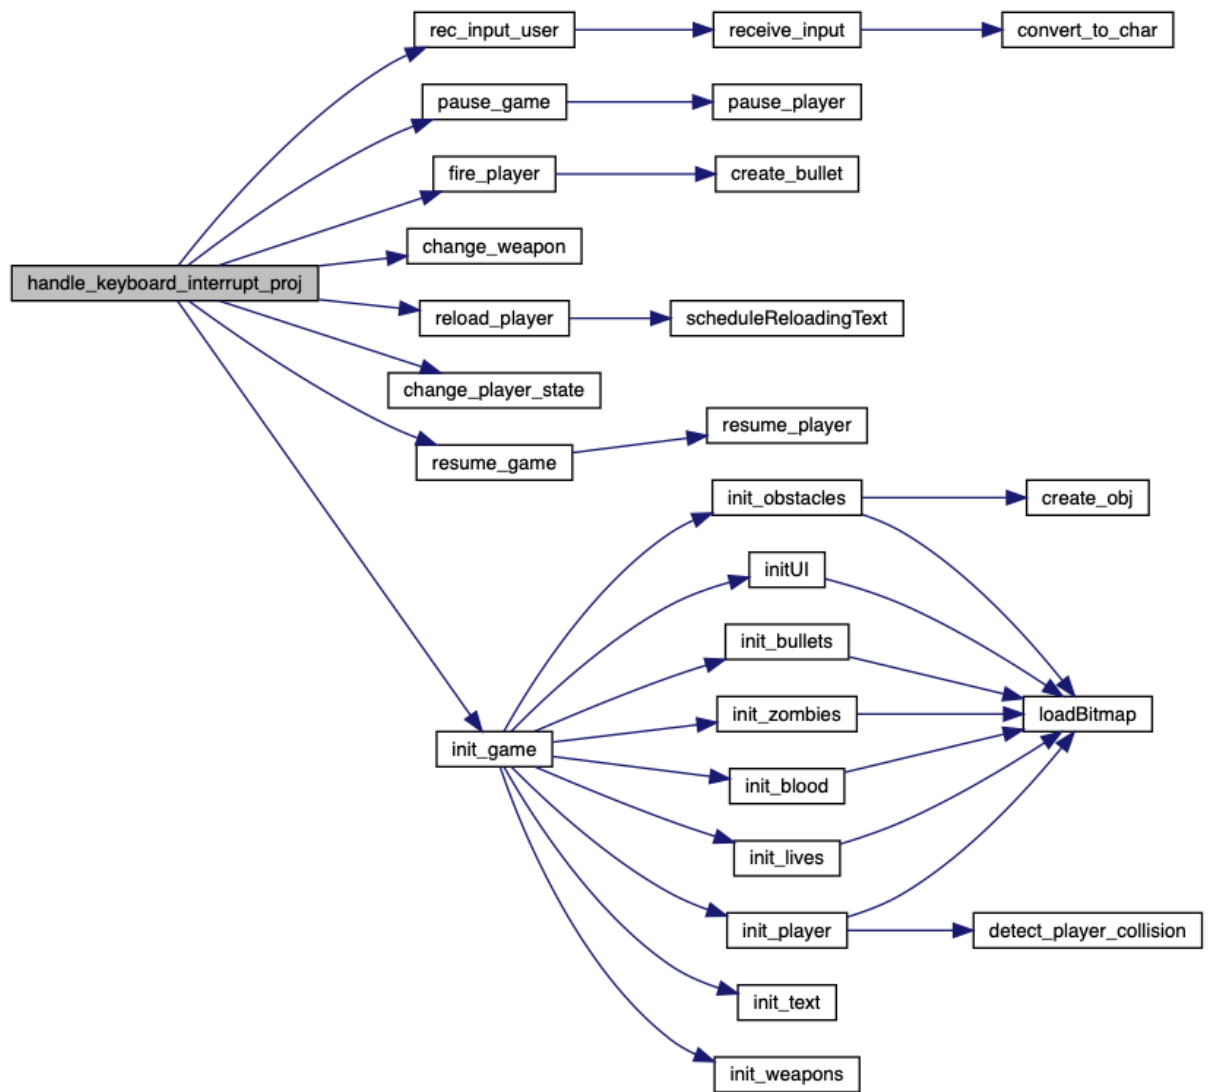 rec_input_user
receive_input
convert_to_char
pause_game
pause_player
fire_player
create_bullet
change_weapon
handle_keyboard_interrupt_proj
reload_player
scheduleReloadingText
change_player_state
resume_player
resume_game
init_obstacles
create_obj
initUI
init_bullets
init_zombies
loadBitmap
init_game
init_blood
init_lives
init_player
detect_player_collision
init_text
init_weapons